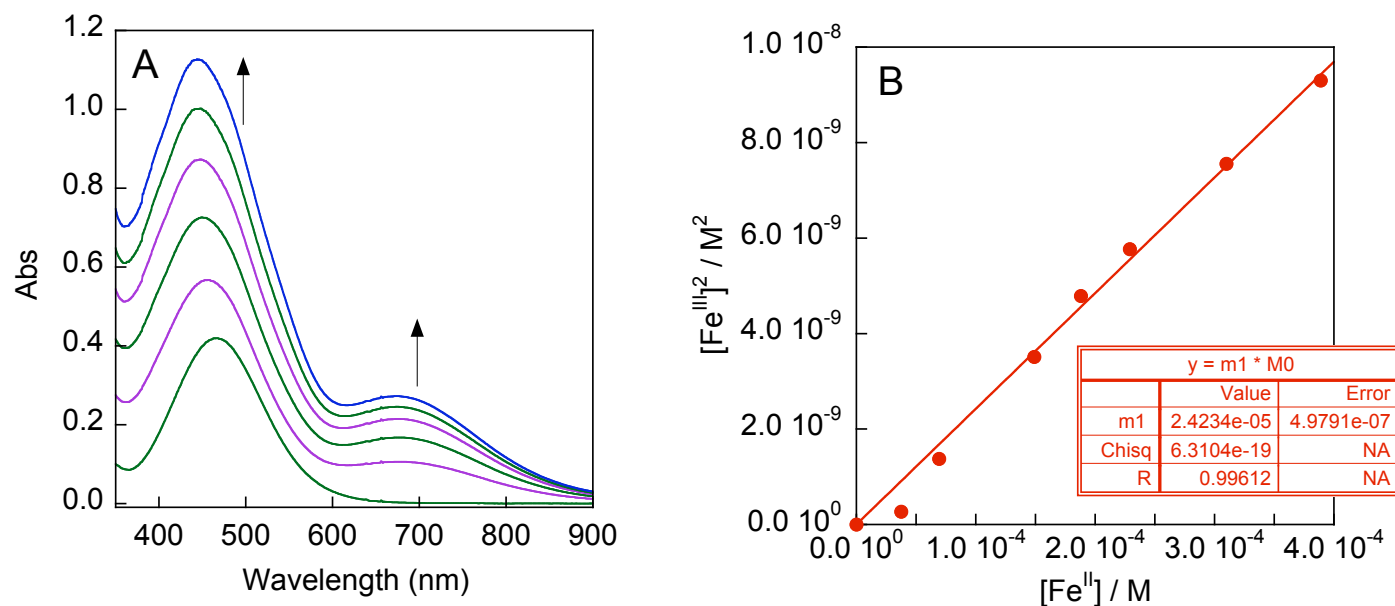 A
1.2
1.0
0.8
0.6
0.4
0.2
0.0
Abs
400 500 600 700 800 900
Wavelength (nm)
B
1.0 10⁻⁸
8.0 10⁻⁹
6.0 10⁻⁹
4.0 10⁻⁹
2.0 10⁻⁹
0.0 10⁰
[Feᴵᴵᴵ]² / M²
y = m1 * M0
Value Error
m1 2.4234e-05 4.9791e-07
Chisq 6.3104e-19 NA
R 0.99612 NA
0.0 10⁰ 1.0 10⁻⁴ 2.0 10⁻⁴ 3.0 10⁻⁴ 4.0 10⁻⁴
[Feᴵᴵ] / M